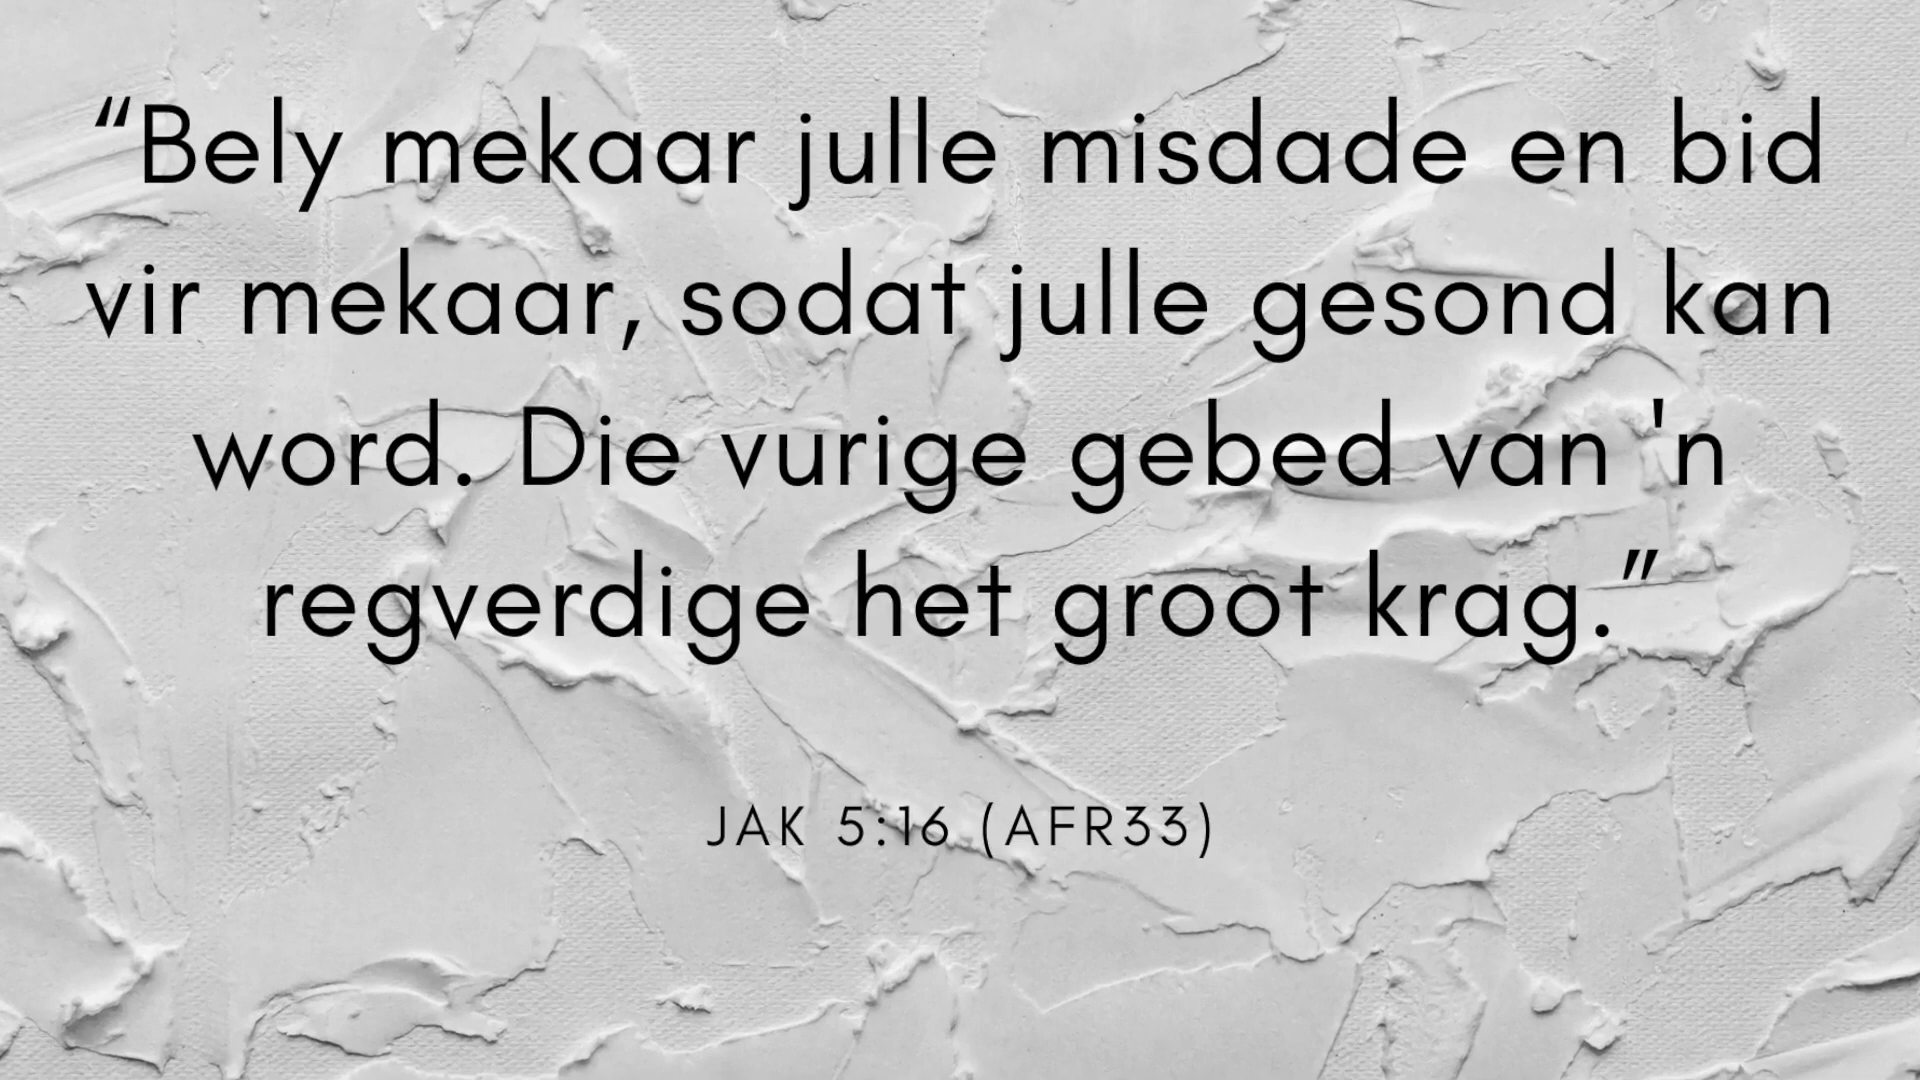 “Bely mekaar julle misdade en bid
vir mekaar, sodat julle gesond kan
word. Die vurige gebed van 'n
regverdige het groot krag.”
JAK 5:16 (AFR33)